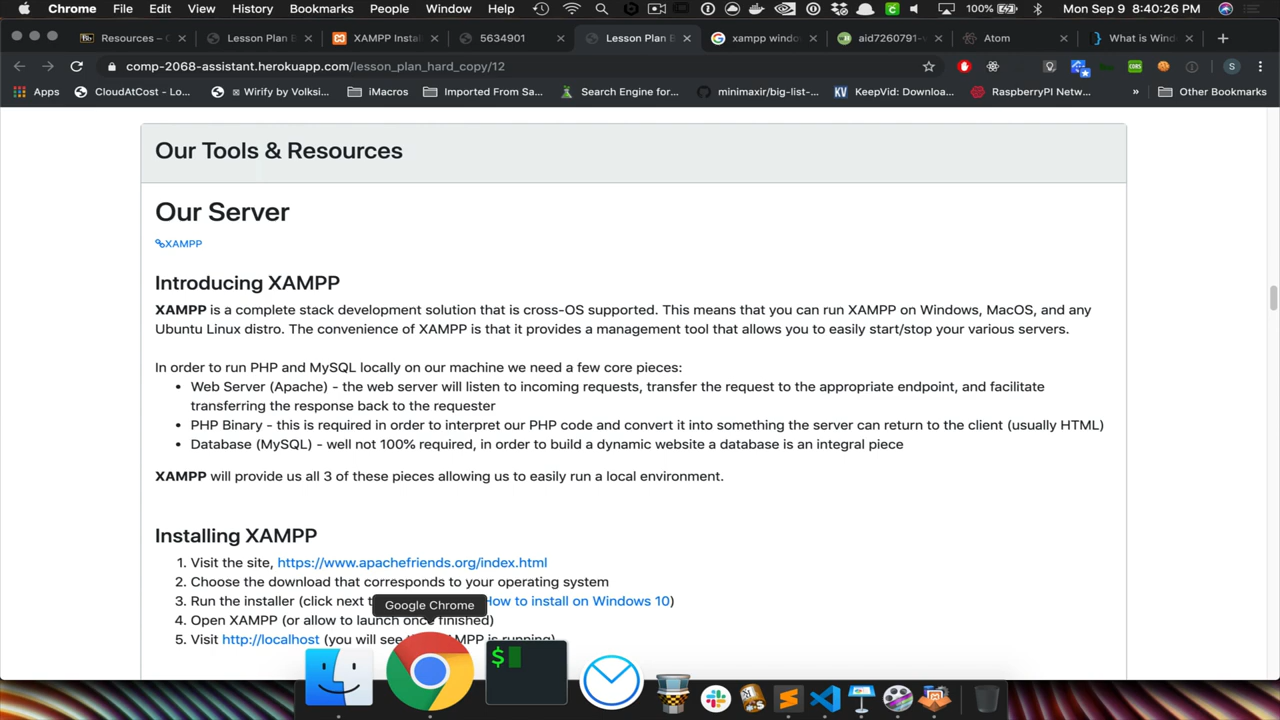 Chrome File Edit View History Bookmarks People Window Help 100% Mon Sep 9 8:40:26 PM
Resources – Lesson Plan B XAMPP Instal 5634901 Lesson Plan B xampp windo aid7260791-v Atom What is Wind
comp-2068-assistant.herokuapp.com/lesson_plan_hard_copy/12
Apps CloudAtCost - Lo... Wirify by Volksi... iMacros Imported From Sa... Search Engine for... minimaxir/big-list-... KeepVid: Downloa... RaspberryPI Netw... » Other Bookmarks
Our Tools & Resources
Our Server
XAMPP
Introducing XAMPP
XAMPP is a complete stack development solution that is cross-OS supported. This means that you can run XAMPP on Windows, MacOS, and any
Ubuntu Linux distro. The convenience of XAMPP is that it provides a management tool that allows you to easily start/stop your various servers.
In order to run PHP and MySQL locally on our machine we need a few core pieces:
• Web Server (Apache) - the web server will listen to incoming requests, transfer the request to the appropriate endpoint, and facilitate
transferring the response back to the requester
• PHP Binary - this is required in order to interpret our PHP code and convert it into something the server can return to the client (usually HTML)
• Database (MySQL) - well not 100% required, in order to build a dynamic website a database is an integral piece
XAMPP will provide us all 3 of these pieces allowing us to easily run a local environment.
Installing XAMPP
1. Visit the site, https://www.apachefriends.org/index.html
2. Choose the download that corresponds to your operating system
3. Run the installer (click next t How to install on Windows 10)
Google Chrome
4. Open XAMPP (or allow to launch once finished)
5. Visit http://localhost (you will see AMPP is running)
$